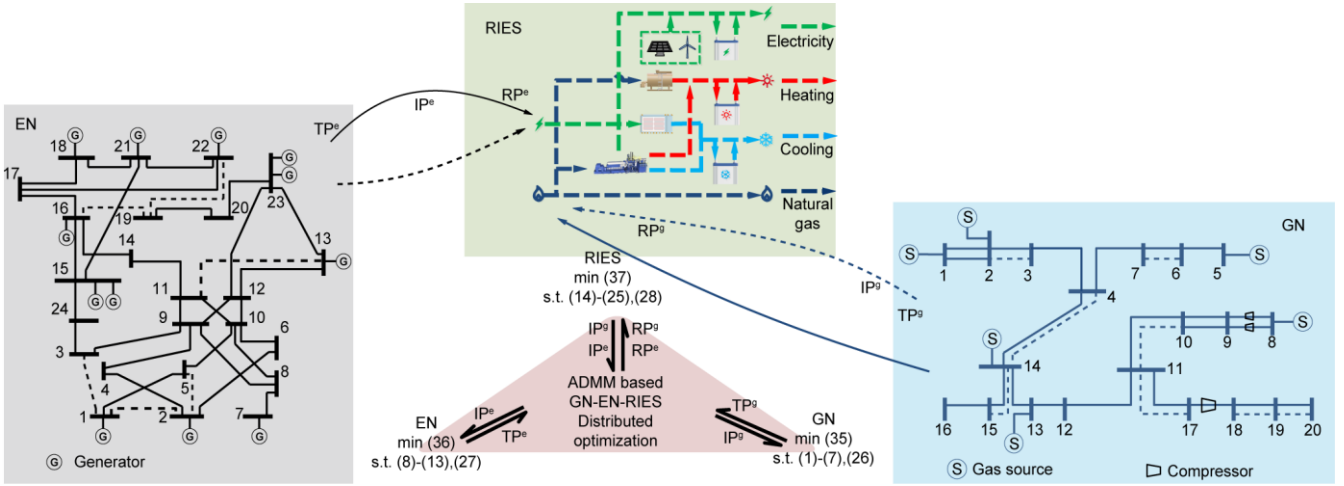 RIES
Electricity
Heating
Cooling
Natural
gas
RPᵉ
RPᵍ
IPᵉ
TPᵉ
EN
G
G
G
18
21
22
G
G
17
23
16
19
20
G
14
13
G
15
G
G
11
12
24
9
10
6
3
4
5
8
1
2
7
G
G
G
G Generator
RIES
min (37)
s.t. (14)-(25),(28)
IPᵍ
RPᵍ
IPᵉ
RPᵉ
ADMM based
GN-EN-RIES
Distributed
optimization
EN
min (36)
s.t. (8)-(13),(27)
IPᵉ
TPᵉ
TPᵍ
IPᵍ
GN
min (35)
s.t. (1)-(7),(26)
IPᵍ
TPᵍ
GN
S
S
S
1
2
3
7
6
5
4
S
S
10
9
8
14
11
16
15
13
12
17
18
19
20
S
S Gas source
Compressor